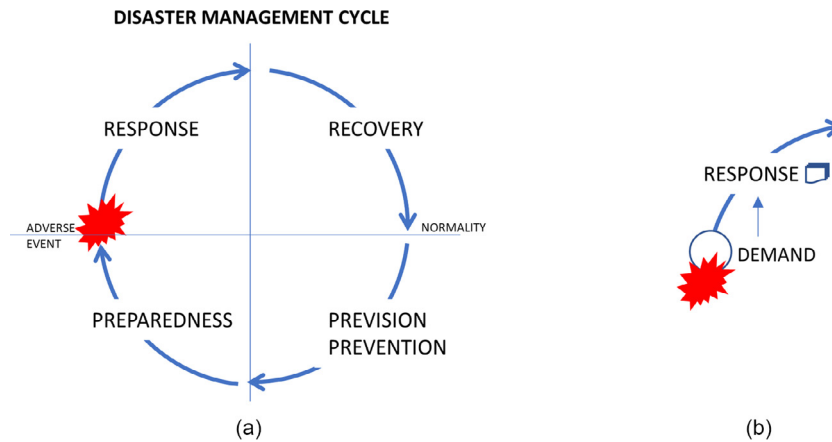 DISASTER MANAGEMENT CYCLE
RESPONSE
RECOVERY
ADVERSE
EVENT
NORMALITY
PREPAREDNESS
PREVISION
PREVENTION
(a)
RESPONSE
DEMAND
(b)